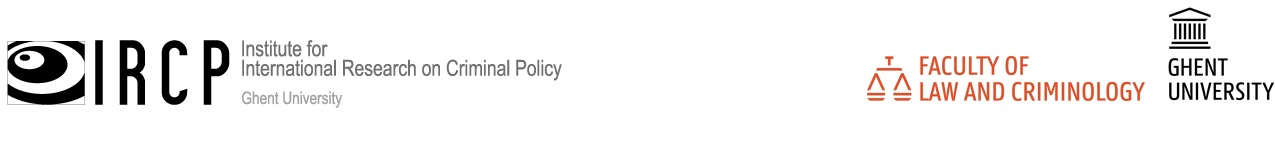 IRCP
Institute for
International Research on Criminal Policy
Ghent University
FACULTY OF
LAW AND CRIMINOLOGY
GHENT
UNIVERSITY